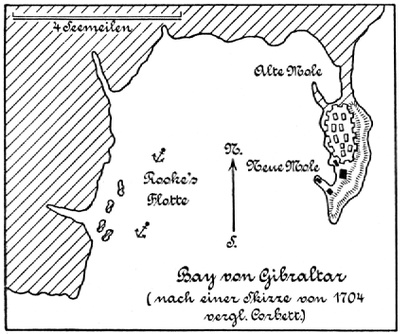 4 Seemeilen
Alte Mole
N.
Neue Mole
Rooke's
Flotte
S.
Bay von Gibraltar
(nach einer Skizze von 1704
vergl. Corbett.)